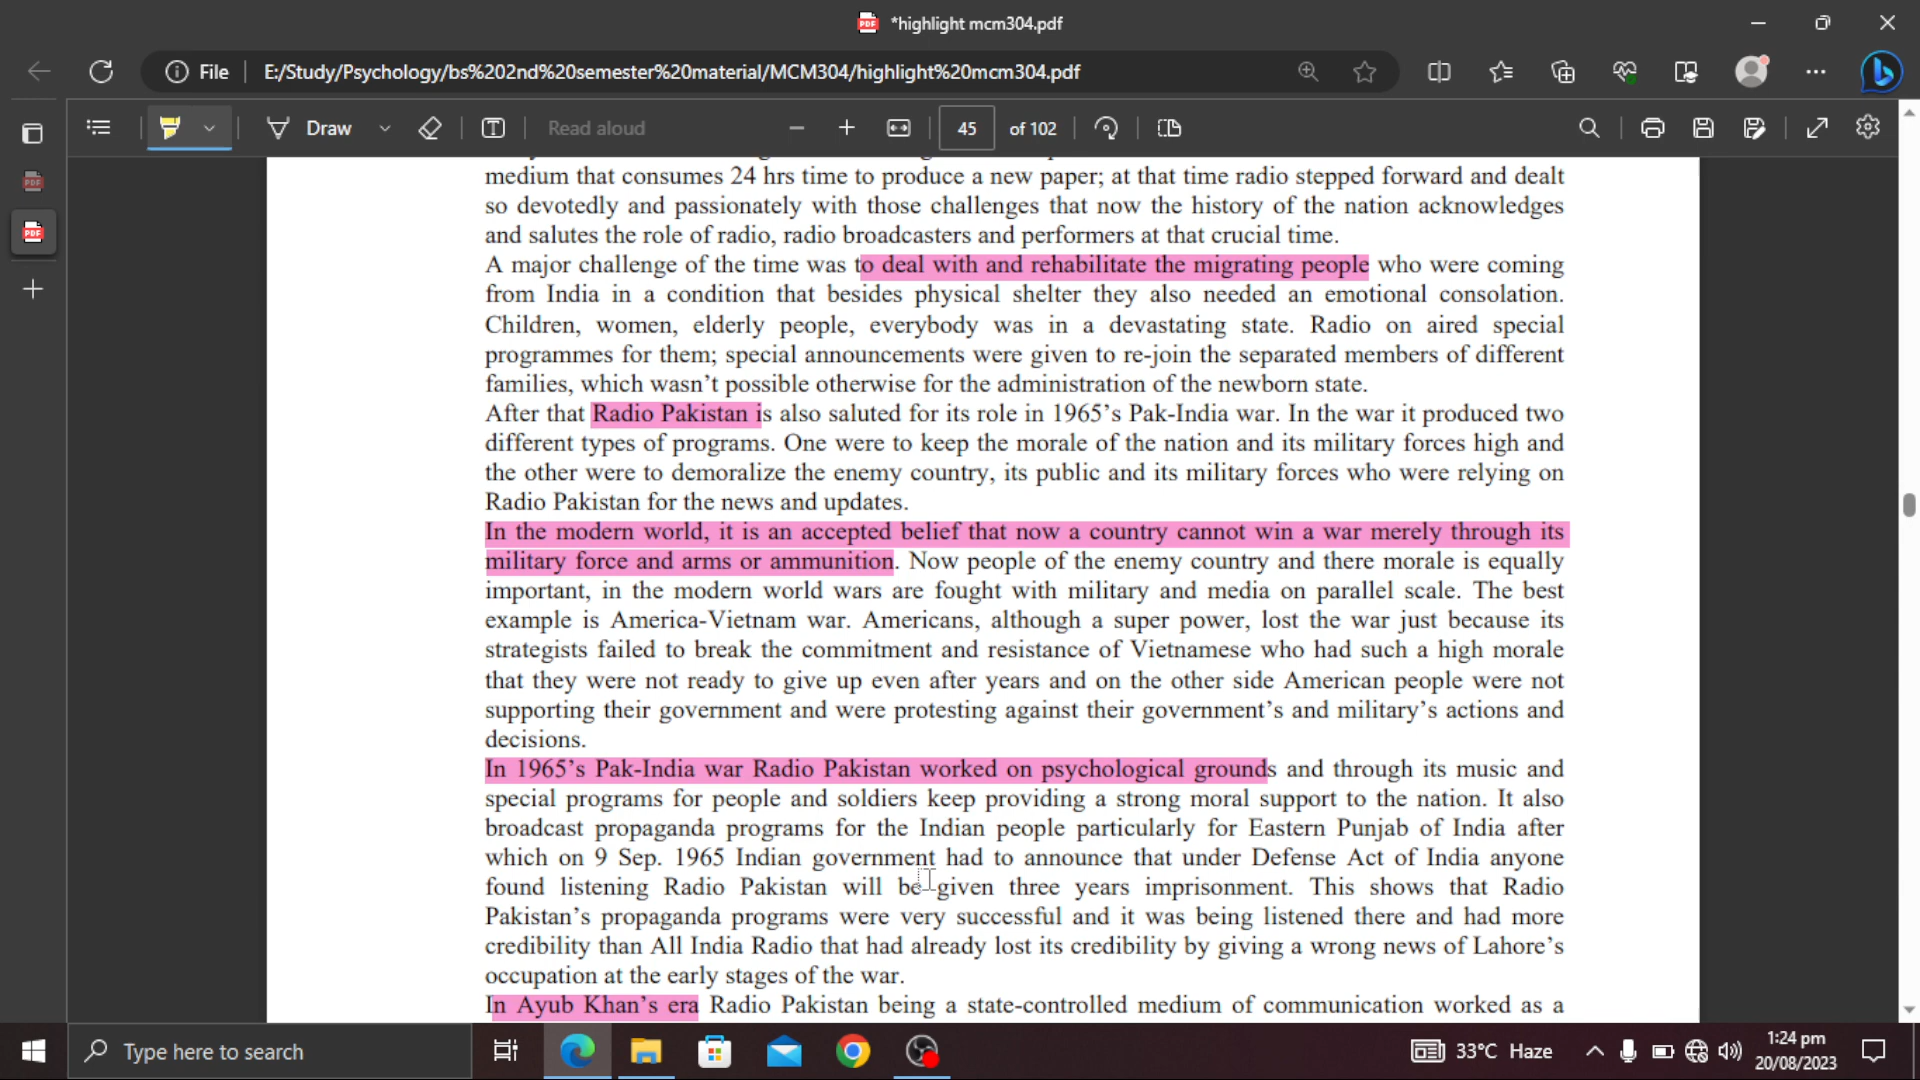 *highlight mcm304.pdf
File
E:/Study/Psychology/bs%202nd%20semester%20material/MCM304/highlight%20mcm304.pdf
Draw
Read aloud
45
of 102
medium that consumes 24 hrs time to produce a new paper; at that time radio stepped forward and dealt
so devotedly and passionately with those challenges that now the history of the nation acknowledges
and salutes the role of radio, radio broadcasters and performers at that crucial time.
A major challenge of the time was to deal with and rehabilitate the migrating people who were coming
from India in a condition that besides physical shelter they also needed an emotional consolation.
Children, women, elderly people, everybody was in a devastating state. Radio on aired special
programmes for them; special announcements were given to re-join the separated members of different
families, which wasn't possible otherwise for the administration of the newborn state.
After that Radio Pakistan is also saluted for its role in 1965's Pak-India war. In the war it produced two
different types of programs. One were to keep the morale of the nation and its military forces high and
the other were to demoralize the enemy country, its public and its military forces who were relying on
Radio Pakistan for the news and updates.
In the modern world, it is an accepted belief that now a country cannot win a war merely through its
military force and arms or ammunition. Now people of the enemy country and there morale is equally
important, in the modern world wars are fought with military and media on parallel scale. The best
example is America-Vietnam war. Americans, although a super power, lost the war just because its
strategists failed to break the commitment and resistance of Vietnamese who had such a high morale
that they were not ready to give up even after years and on the other side American people were not
supporting their government and were protesting against their government's and military's actions and
decisions.
In 1965's Pak-India war Radio Pakistan worked on psychological grounds and through its music and
special programs for people and soldiers keep providing a strong moral support to the nation. It also
broadcast propaganda programs for the Indian people particularly for Eastern Punjab of India after
which on 9 Sep. 1965 Indian government had to announce that under Defense Act of India anyone
found listening Radio Pakistan will be given three years imprisonment. This shows that Radio
Pakistan's propaganda programs were very successful and it was being listened there and had more
credibility than All India Radio that had already lost its credibility by giving a wrong news of Lahore's
occupation at the early stages of the war.
In Ayub Khan's era Radio Pakistan being a state-controlled medium of communication worked as a
Type here to search
33°C Haze
1:24 pm
20/08/2023